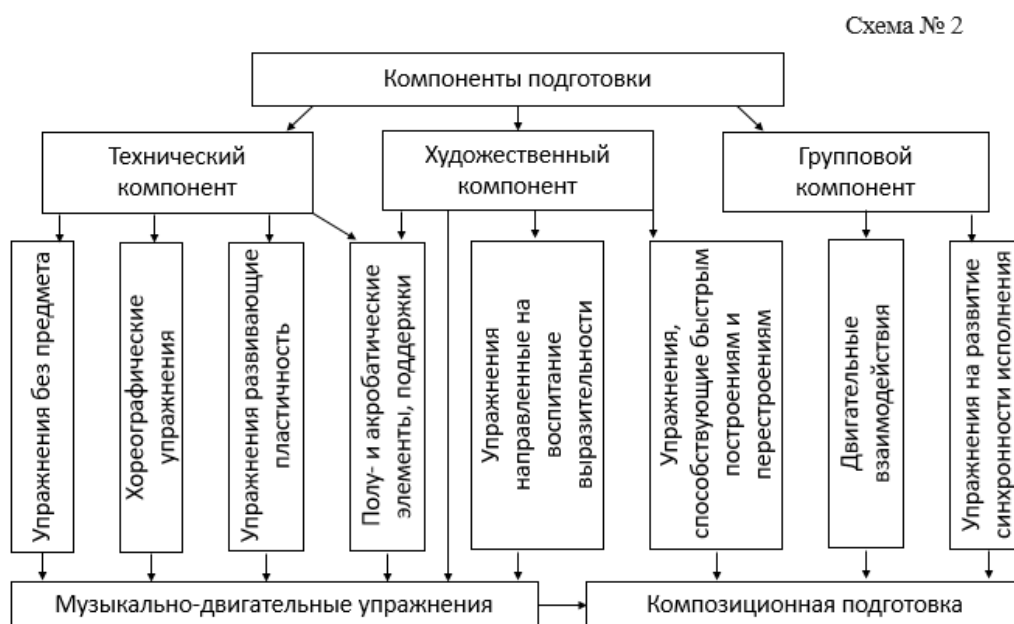 Схема № 2
Компоненты подготовки
Технический
компонент
Художественный
компонент
Групповой
компонент
Упражнения без предмета
Хореографические
упражнения
Упражнения развивающие
пластичность
Полу- и акробатические
элементы, поддержки
Упражнения
направленные на
воспитание
выразительности
Упражнения,
способствующие быстрым
построениям и
перестроениям
Двигательные
взаимодействия
Упражнения на развитие
синхронности исполнения
Музыкально-двигательные упражнения
Композиционная подготовка